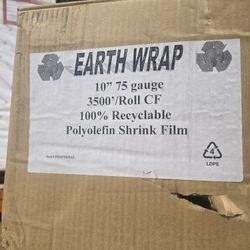 EARTH WRAP
10” 75 gauge
3500'/Roll CF
100% Recyclable
Polyolefin Shrink Film
4
LDPE